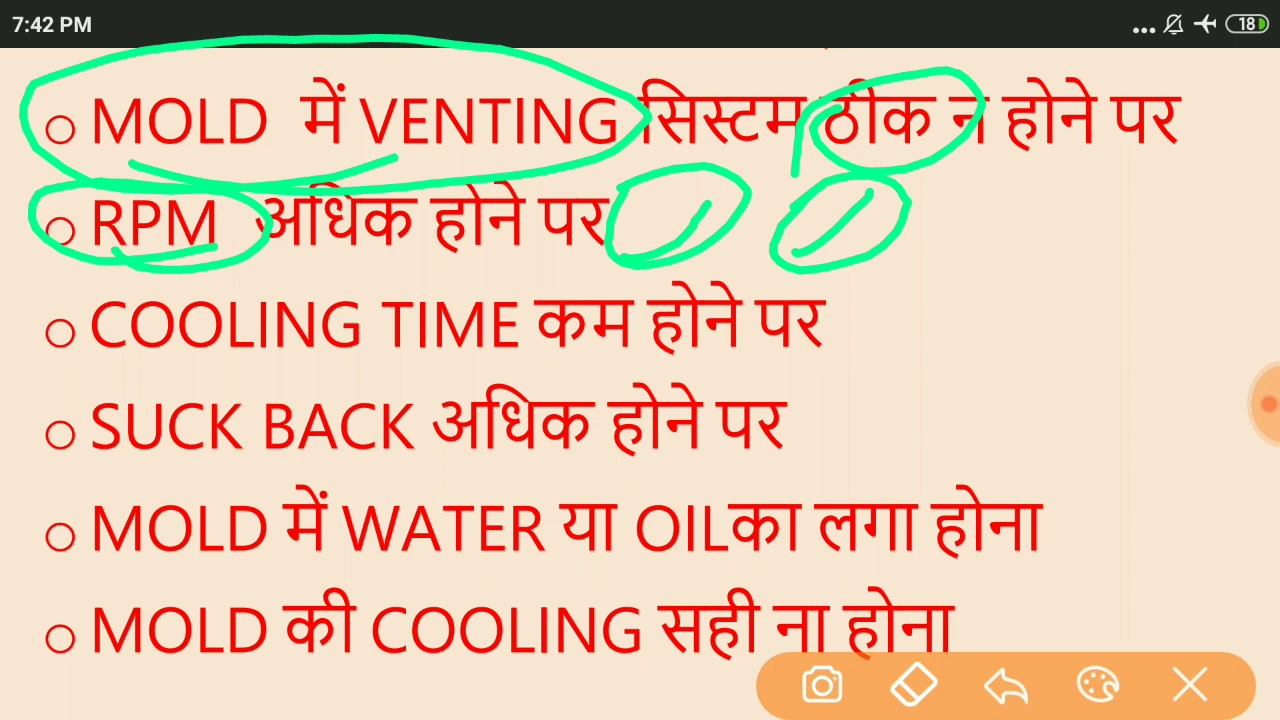 7:42 PM
18
○ MOLD में VENTING सिस्टम ठीक न होने पर
○ RPM अधिक होने पर
○ COOLING TIME कम होने पर
○ SUCK BACK अधिक होने पर
○ MOLD में WATER या OILका लगा होना
○ MOLD की COOLING सही ना होना